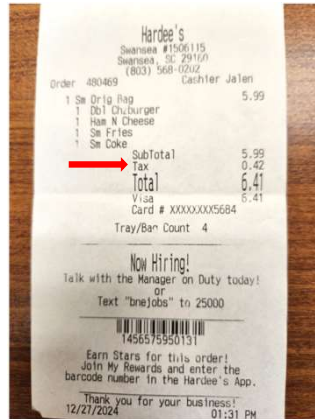 Hardee's
Swansea #1506115
Swansea, SC 29160
(803) 568-0202
Order 480469 Cashier Jalen
1 Sm Orig Bag 5.99
1 Dbl Chzburger
1 Ham N Cheese
1 Sm Fries
1 Sm Coke
SubTotal 5.99
Tax 0.42
Total 6.41
Visa 6.41
Card # XXXXXXXX5684
Tray/Bag Count 4
Now Hiring!
Talk with the Manager on Duty today!
or
Text "bnejobs" to 25000
1456575950131
Earn Stars for this order!
Join My Rewards and enter the
barcode number in the Hardee's App.
Thank you for your business!
12/27/2024 01:31 PM